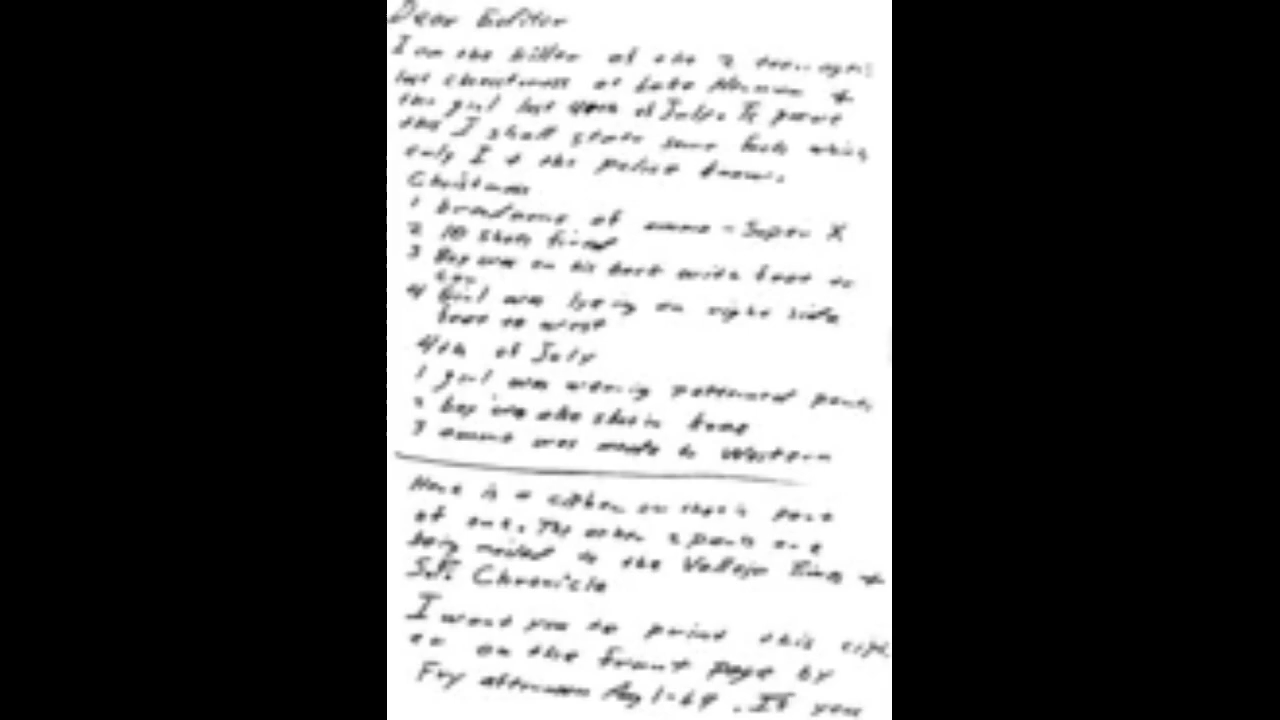 Dear Editor
I am the killer of the 2 teenagers
last christmass at Lake Herman &
the girl last 4th of July. To prove
this I shall state some facts which
only I + the police know.
Christmass
1 brand name of ammo - Super X
2 10 shots fired
3 Boy was on his back with feet to
car
4 Girl was lyeing on right side
feet to west
4th of July
1 girl was wearing patterned pants
2 boy was also shot in knee
3 ammo was made by Western
Here is a cipher or that is part
of one. The other 2 parts are
being mailed to the Vallejo Times +
S.F. Chronicle
I want you to print this ciph
er on the front page by
Fry afternoon Aug 1-69. If you